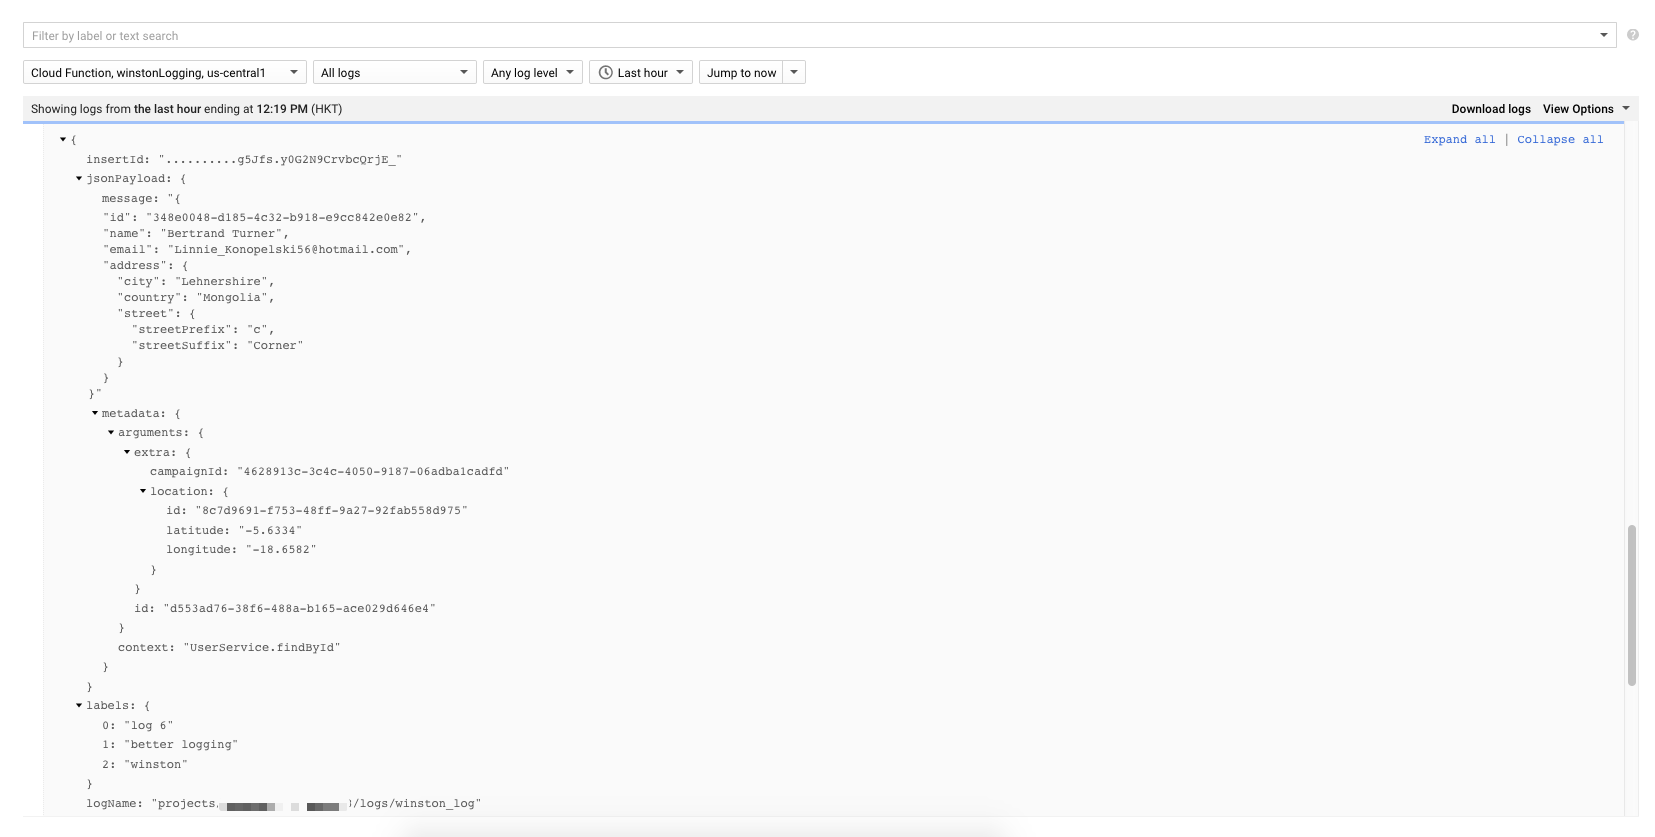 Filter by label or text search
Cloud Function, winstonLogging, us-central1 All logs Any log level Last hour Jump to now
Showing logs from the last hour ending at 12:19 PM (HKT) Download logs View Options
{ Expand all | Collapse all
insertId: "..........g5Jfs.y0G2N9CrvbcQrjE_"
jsonPayload: {
message: "{
"id": "348e0048-d185-4c32-b918-e9cc842e0e82",
"name": "Bertrand Turner",
"email": "Linnie_Konopelski56@hotmail.com",
"address": {
"city": "Lehnershire",
"country": "Mongolia",
"street": {
"streetPrefix": "c",
"streetSuffix": "Corner"
}
}
}"
metadata: {
arguments: {
extra: {
campaignId: "4628913c-3c4c-4050-9187-06adba1cadfd"
location: {
id: "8c7d9691-f753-48ff-9a27-92fab558d975"
latitude: "-5.6334"
longitude: "-18.6582"
}
}
id: "d553ad76-38f6-488a-b165-ace029d646e4"
}
context: "UserService.findById"
}
}
labels: {
0: "log 6"
1: "better logging"
2: "winston"
}
logName: "projects /logs/winston_log"